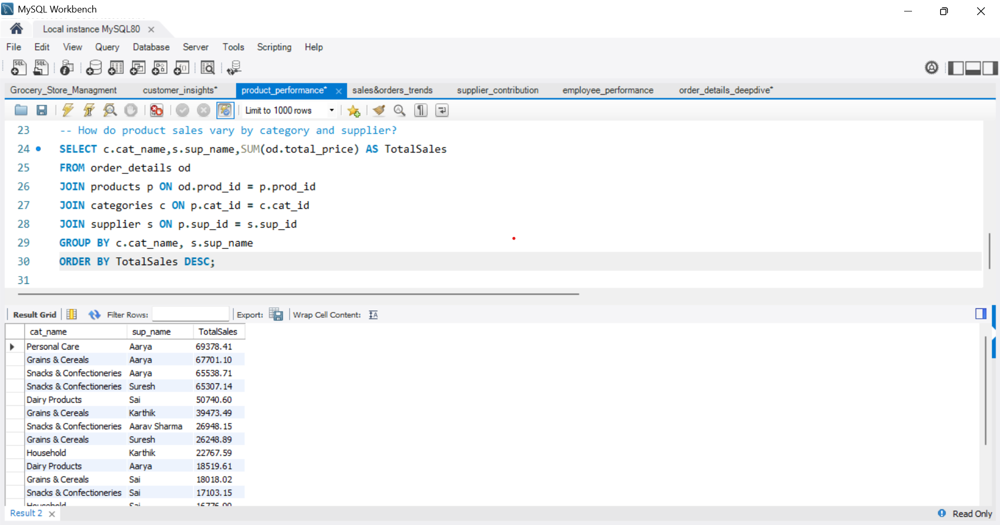 MySQL Workbench
Local instance MySQL80
File Edit View Query Database Server Tools Scripting Help
Grocery_Store_Managment customer_insights* product_performance* sales&orders_trends supplier_contribution employee_performance order_details_deepdive*
Limit to 1000 rows
23 -- How do product sales vary by category and supplier?
24 SELECT c.cat_name,s.sup_name,SUM(od.total_price) AS TotalSales
25 FROM order_details od
26 JOIN products p ON od.prod_id = p.prod_id
27 JOIN categories c ON p.cat_id = c.cat_id
28 JOIN supplier s ON p.sup_id = s.sup_id
29 GROUP BY c.cat_name, s.sup_name
30 ORDER BY TotalSales DESC;
31
Result Grid Filter Rows: Export: Wrap Cell Content:
cat_name sup_name TotalSales
Personal Care Aarya 69378.41
Grains & Cereals Aarya 67701.10
Snacks & Confectioneries Aarya 65538.71
Snacks & Confectioneries Suresh 65307.14
Dairy Products Sai 50740.60
Grains & Cereals Karthik 39473.49
Snacks & Confectioneries Aarav Sharma 26948.15
Grains & Cereals Suresh 26248.89
Household Karthik 22767.59
Dairy Products Aarya 18519.61
Grains & Cereals Sai 18018.02
Snacks & Confectioneries Sai 17103.15
Household Sai
Result 2 Read Only